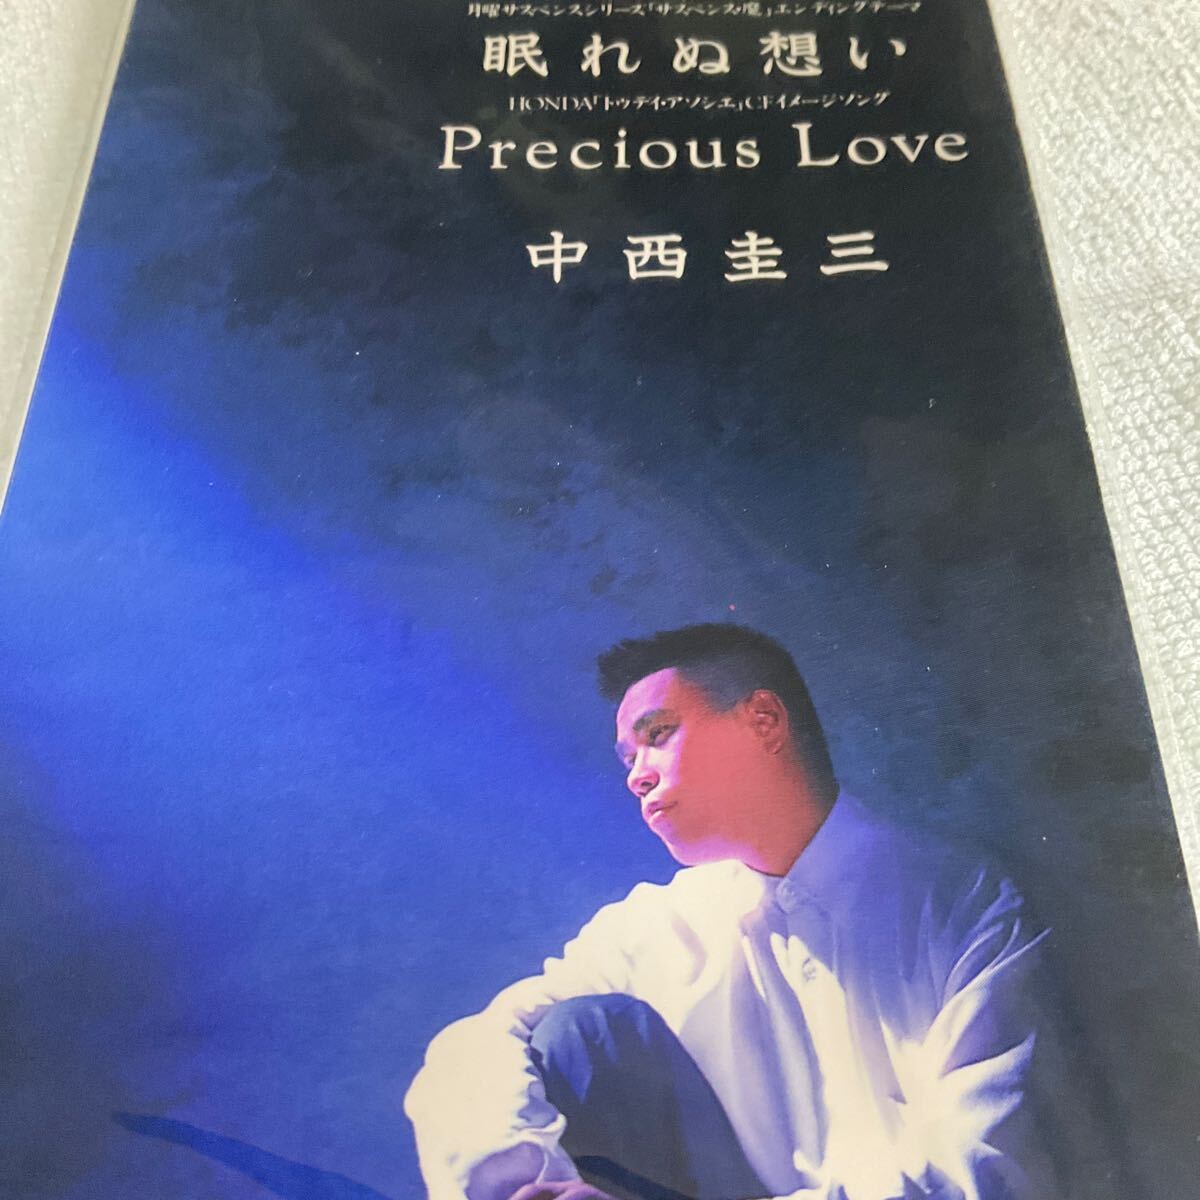 月曜サスペンスシリーズ「サスペンス・魔」エンディングテーマ
眠れぬ想い
HONDA「トゥデイ・アソシエ」CFイメージソング
Precious Love
中西圭三